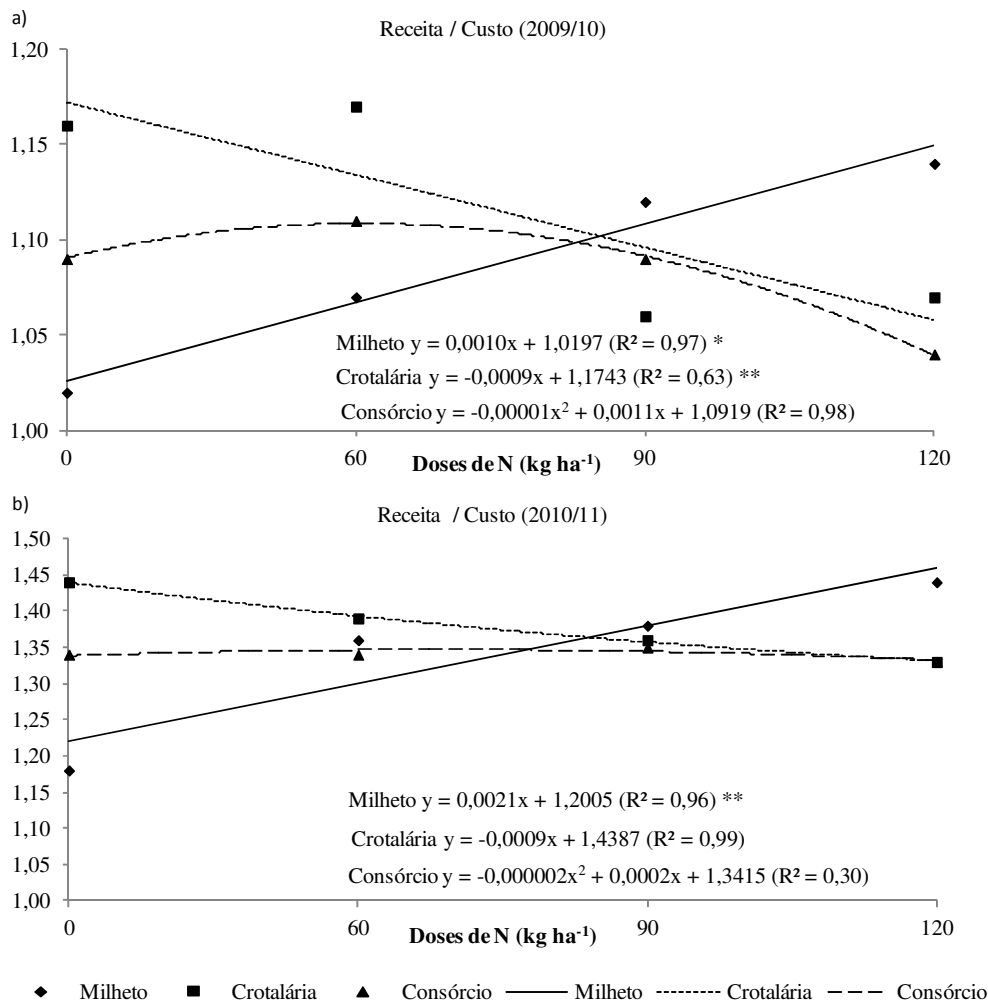 a)
Receita / Custo (2009/10)
1,20
1,15
1,10
1,05
1,00
Milheto y = 0,0010x + 1,0197 (R² = 0,97) *
Crotalária y = -0,0009x + 1,1743 (R² = 0,63) **
Consórcio y = -0,00001x² + 0,0011x + 1,0919 (R² = 0,98)
0 60 90 120
Doses de N (kg ha⁻¹)
b)
Receita / Custo (2010/11)
1,50
1,45
1,40
1,35
1,30
1,25
1,20
1,15
1,10
1,05
1,00
Milheto y = 0,0021x + 1,2005 (R² = 0,96) **
Crotalária y = -0,0009x + 1,4387 (R² = 0,99)
Consórcio y = -0,000002x² + 0,0002x + 1,3415 (R² = 0,30)
0 60 90 120
Doses de N (kg ha⁻¹)
Milheto Crotalária Consórcio Milheto Crotalária Consórcio